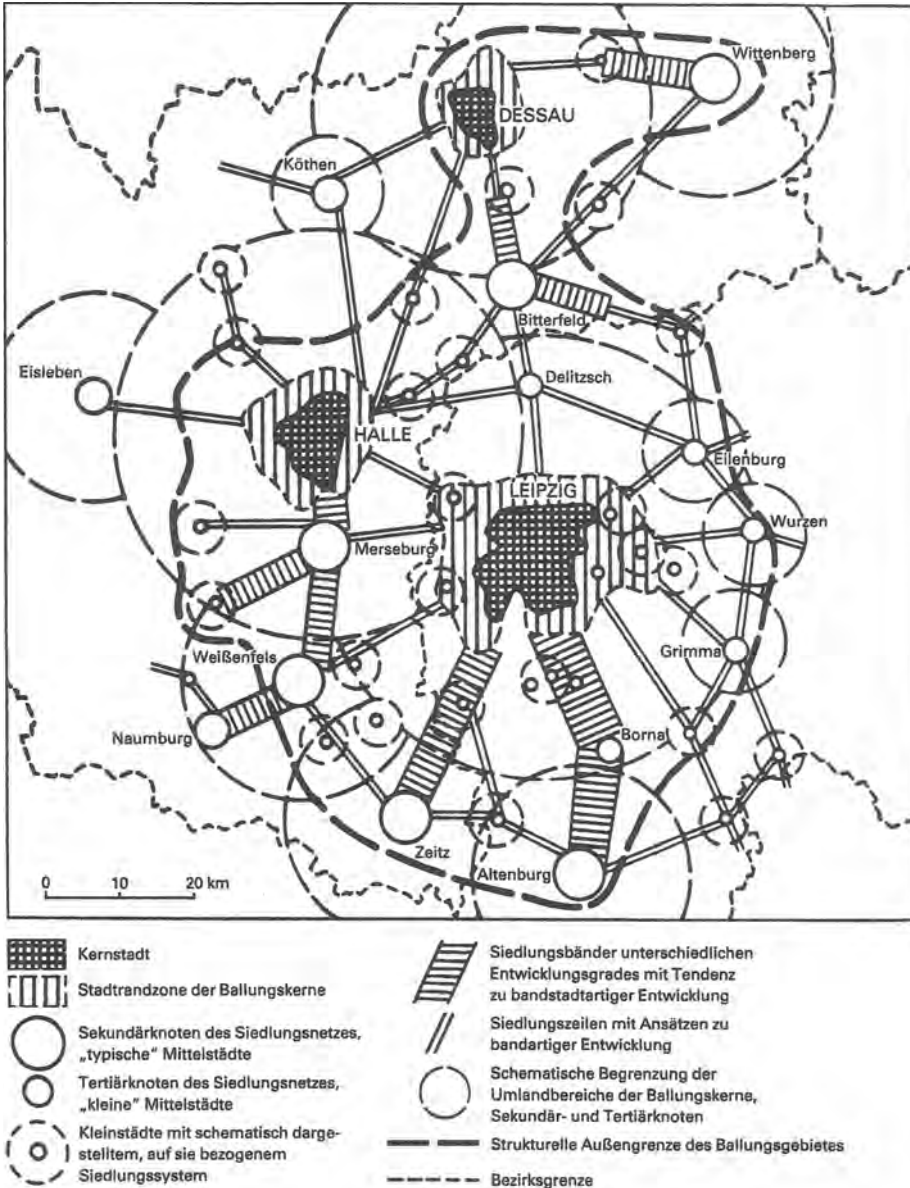 Wittenberg
DESSAU
Köthen
Bitterfeld
Eisleben
Delitzsch
HALLE
Eilenburg
LEIPZIG
Wurzen
Merseburg
Weißenfels
Grimma
Naumburg
Borna
Zeitz
Altenburg
0 10 20 km
Kernstadt
Stadtrandzone der Ballungskerne
Sekundärknoten des Siedlungsnetzes,
„typische“ Mittelstädte
Tertiärknoten des Siedlungsnetzes,
„kleine“ Mittelstädte
Kleinstädte mit schematisch darge-
stelltem, auf sie bezogenem
Siedlungssystem
Siedlungsbänder unterschiedlichen
Entwicklungsgrades mit Tendenz
zu bandstadtartiger Entwicklung
Siedlungszeilen mit Ansätzen zu
bandartiger Entwicklung
Schematische Begrenzung der
Umlandbereiche der Ballungskerne,
Sekundär- und Tertiärknoten
Strukturelle Außengrenze des Ballungsgebietes
Bezirksgrenze